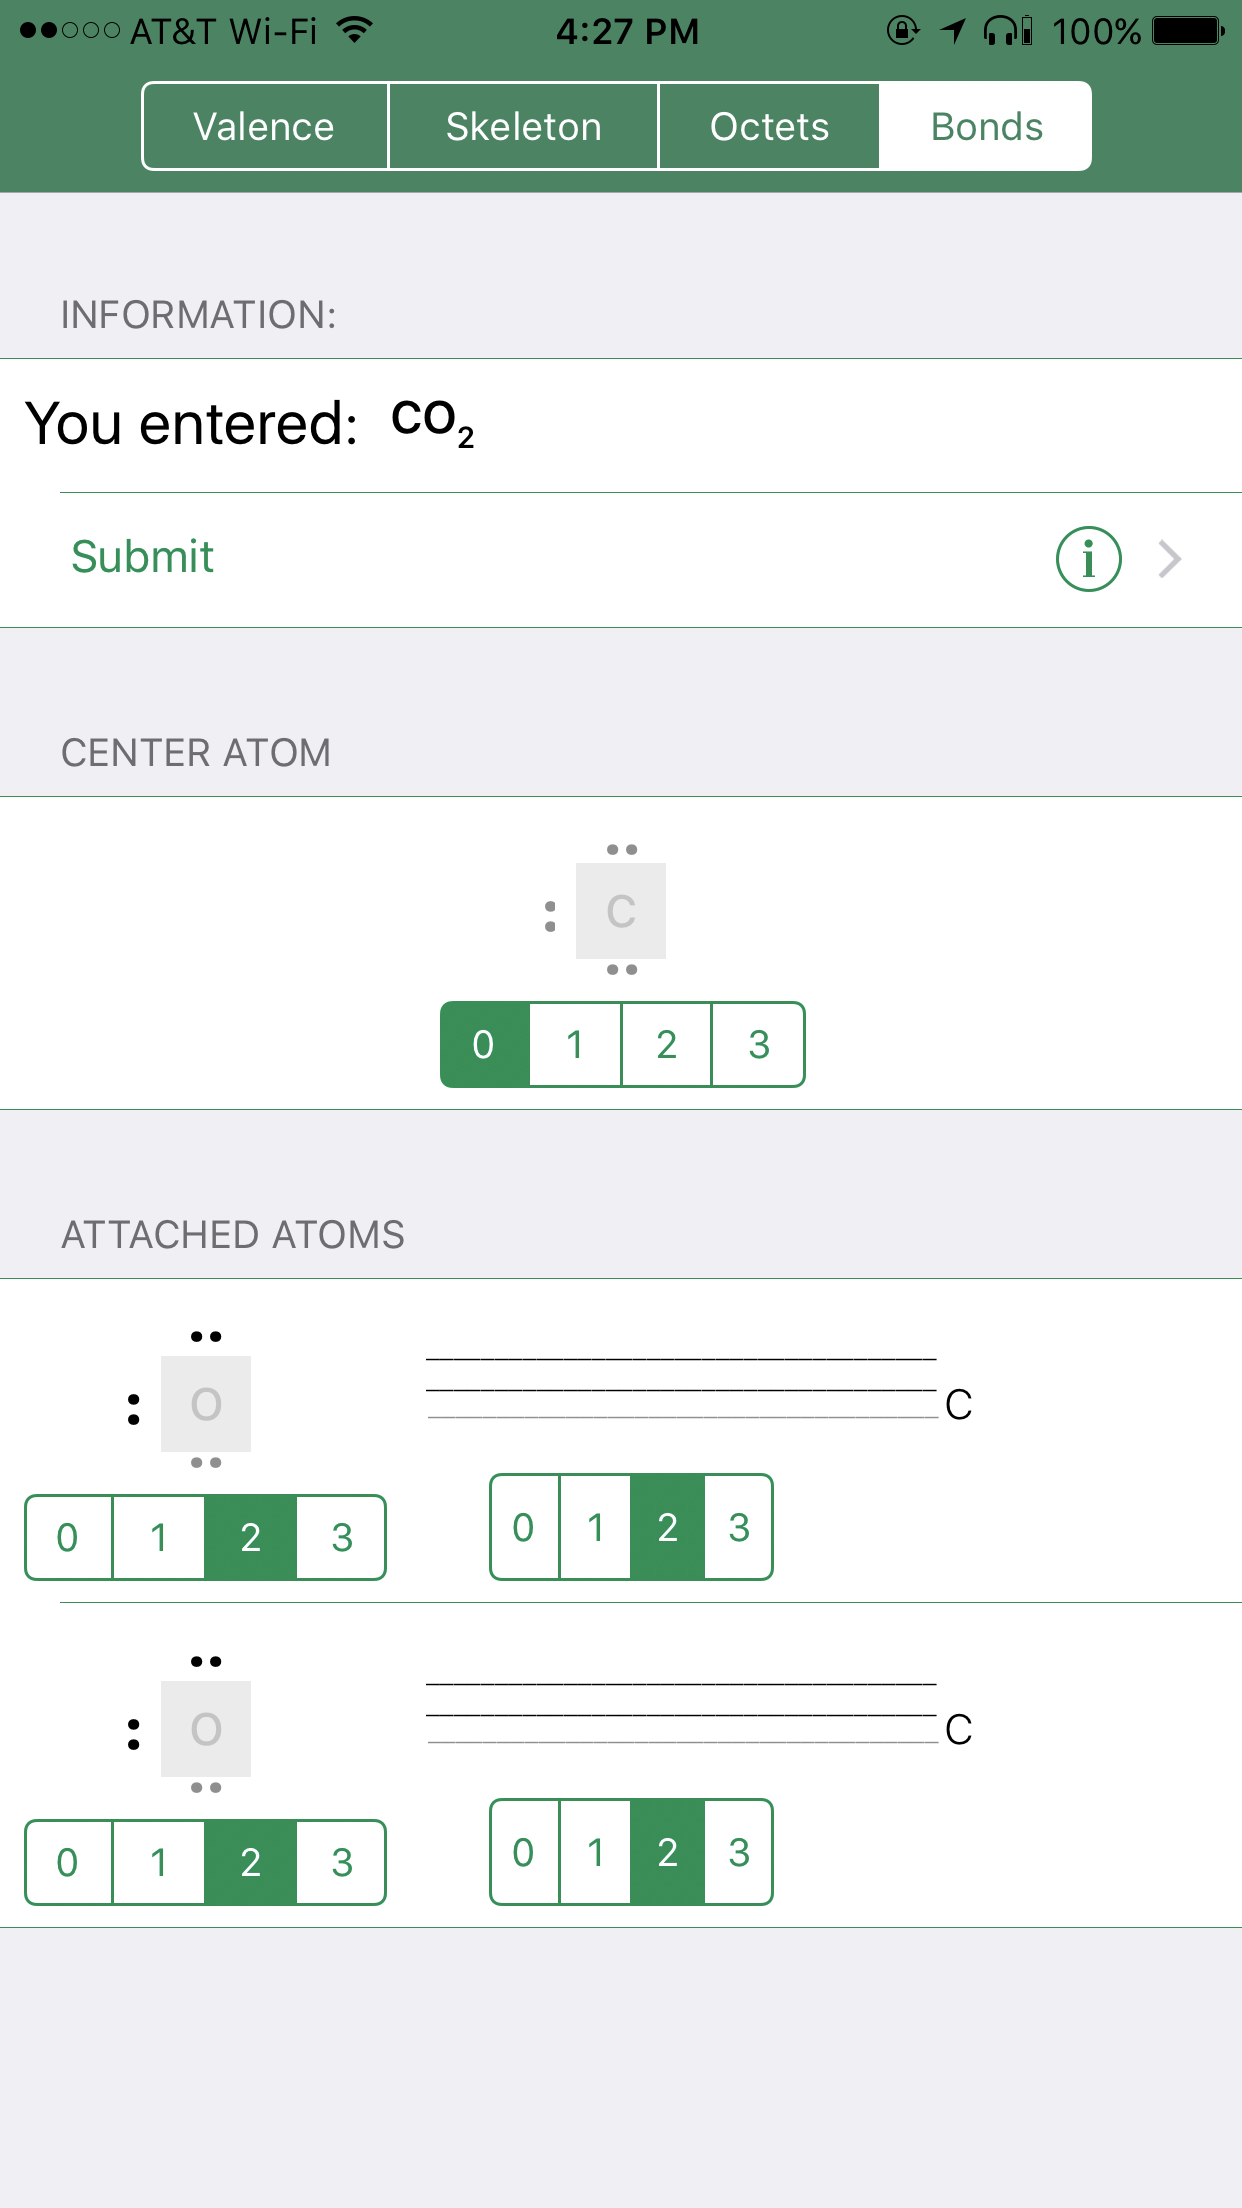 AT&T Wi-Fi 4:27 PM 100%
Valence Skeleton Octets Bonds
INFORMATION:
You entered: CO₂
Submit i
CENTER ATOM
C
0 1 2 3
ATTACHED ATOMS
O C
0 1 2 3 0 1 2 3
O C
0 1 2 3 0 1 2 3